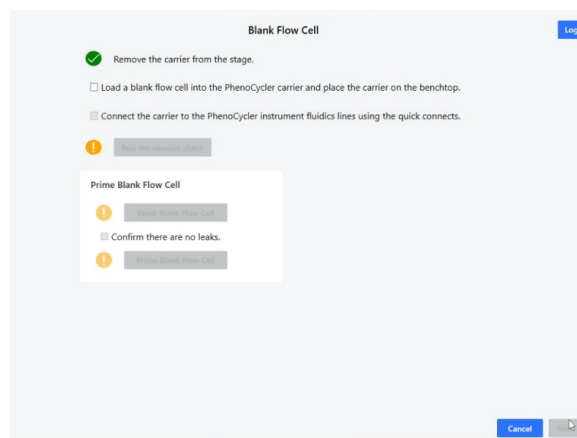 Blank Flow Cell
Log
Remove the carrier from the stage.
Load a blank flow cell into the PhenoCycler carrier and place the carrier on the benchtop.
Connect the carrier to the PhenoCycler instrument fluidics lines using the quick connects.
Run the vacuum check
Prime Blank Flow Cell
Wash Blank Flow Cell
Confirm there are no leaks.
Prime Blank Flow Cell
Cancel